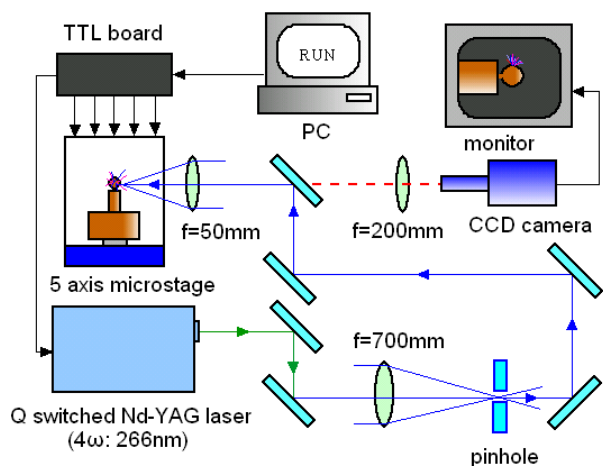 TTL board
RUN
PC
monitor
f=50mm
f=200mm
CCD camera
5 axis microstage
f=700mm
Q switched Nd-YAG laser
(4ω: 266nm)
pinhole